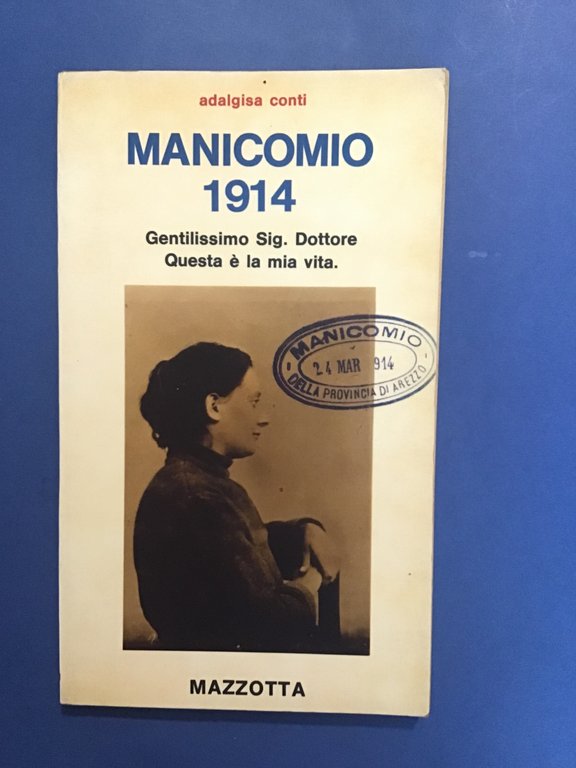 adalgisa conti
MANICOMIO
1914
Gentilissimo Sig. Dottore
Questa è la mia vita.
MANICOMIO
24 MAR 914
DELLA PROVINCIA DI AREZZO
MAZZOTTA